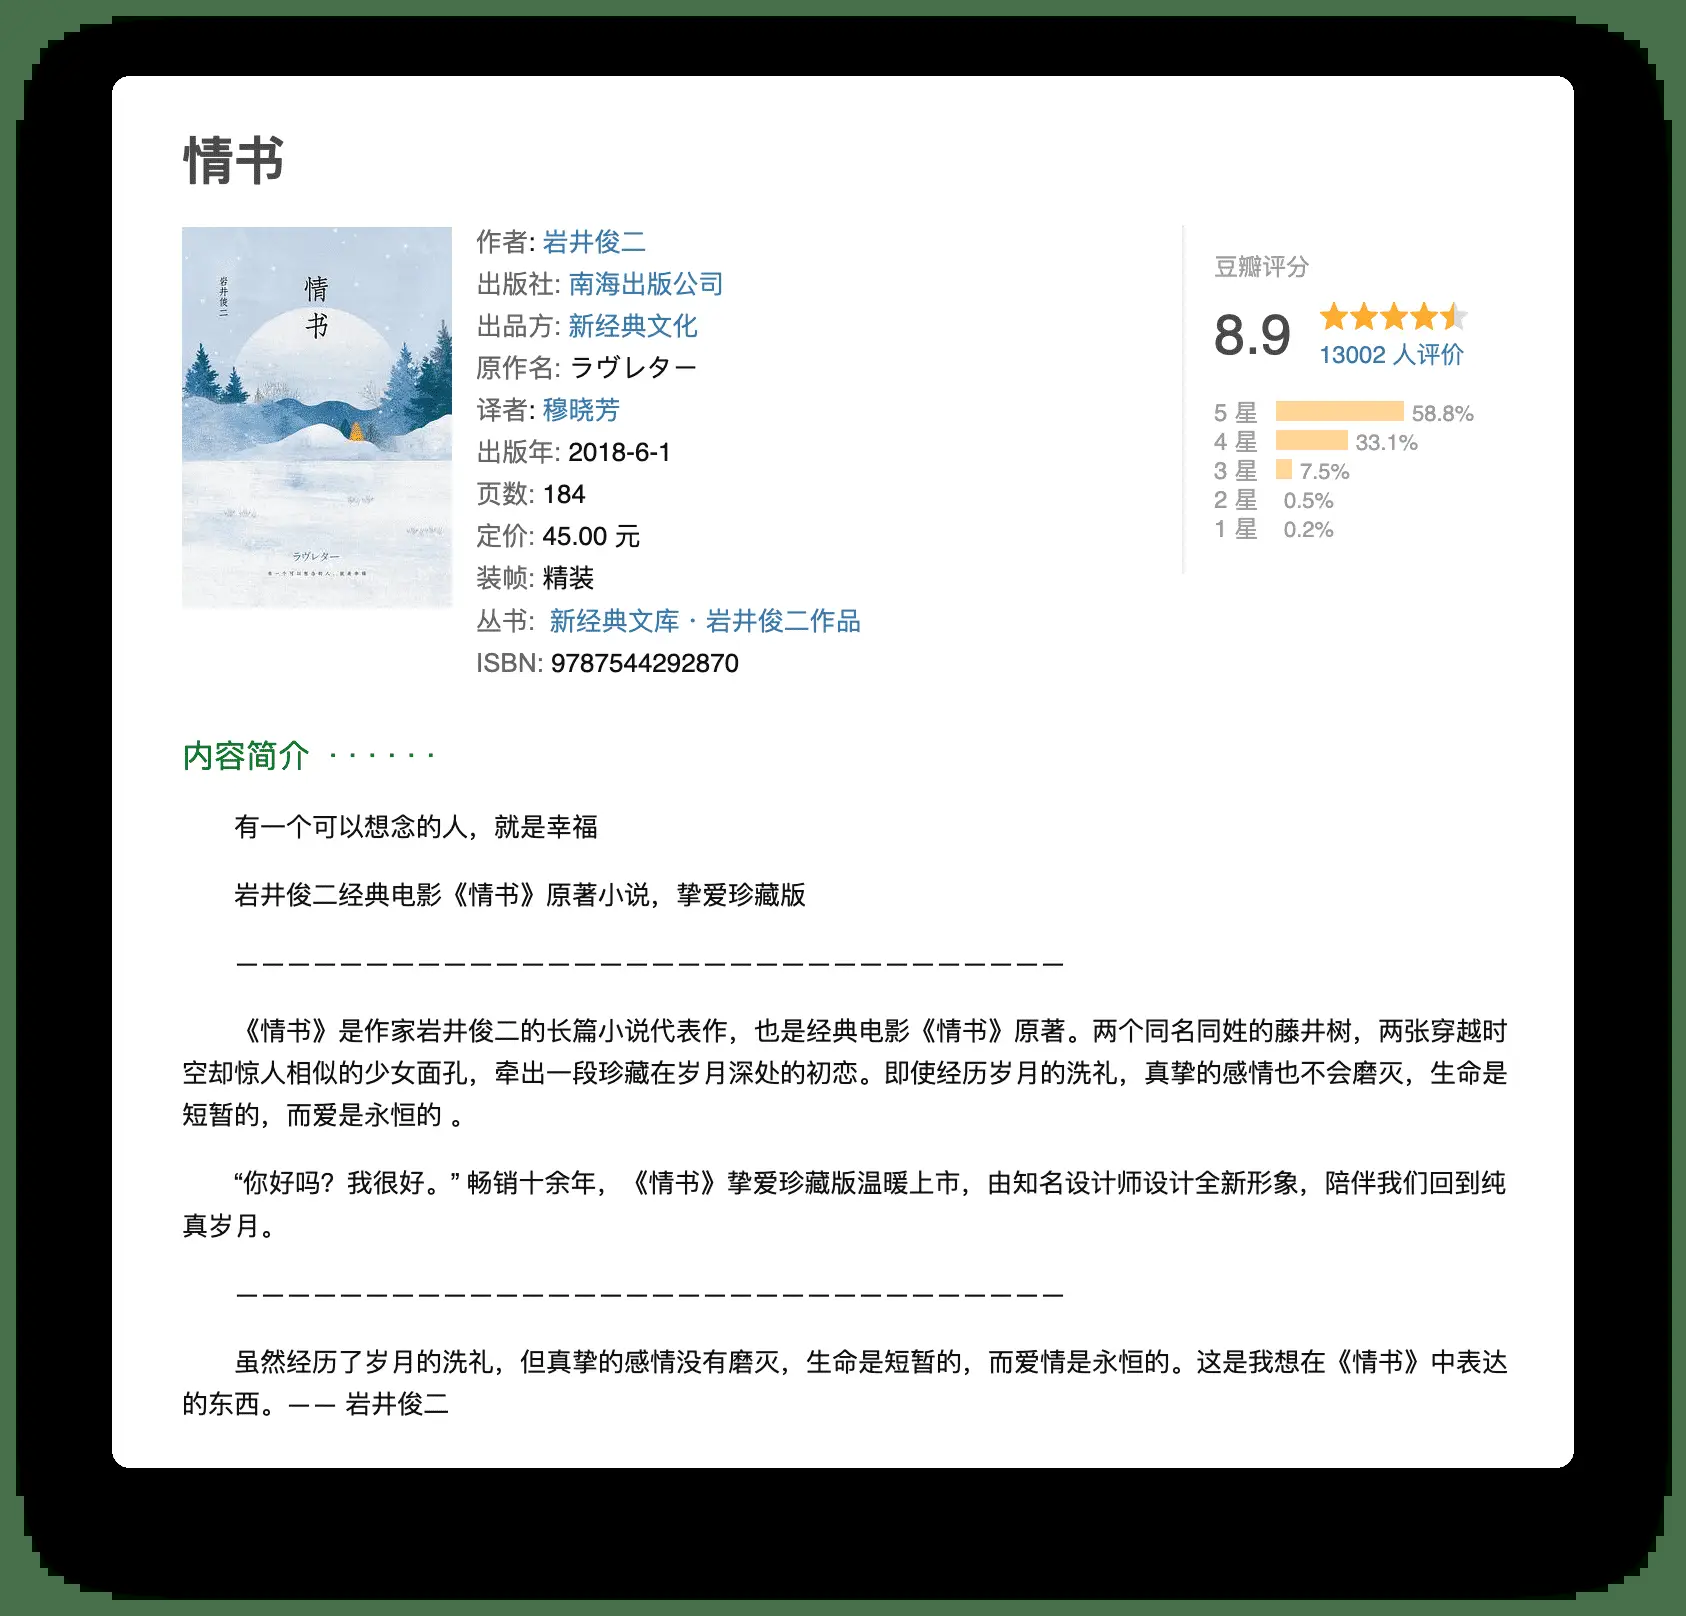 情书
岩井俊二
情书
ラヴレター
有一个可以想念的人，就是幸福
作者: 岩井俊二
出版社: 南海出版公司
出品方: 新经典文化
原作名: ラヴレター
译者: 穆晓芳
出版年: 2018-6-1
页数: 184
定价: 45.00 元
装帧: 精装
丛书: 新经典文库 · 岩井俊二作品
ISBN: 9787544292870
豆瓣评分
8.9
13002 人评价
5 星 58.8%
4 星 33.1%
3 星 7.5%
2 星 0.5%
1 星 0.2%
内容简介 · · · · · ·
有一个可以想念的人，就是幸福
岩井俊二经典电影《情书》原著小说，挚爱珍藏版
————————————————————————————————
《情书》是作家岩井俊二的长篇小说代表作，也是经典电影《情书》原著。两个同名同姓的藤井树，两张穿越时
空却惊人相似的少女面孔，牵出一段珍藏在岁月深处的初恋。即使经历岁月的洗礼，真挚的感情也不会磨灭，生命是
短暂的，而爱是永恒的 。
“你好吗？我很好。” 畅销十余年，《情书》挚爱珍藏版温暖上市，由知名设计师设计全新形象，陪伴我们回到纯
真岁月。
————————————————————————————————
虽然经历了岁月的洗礼，但真挚的感情没有磨灭，生命是短暂的，而爱情是永恒的。这是我想在《情书》中表达
的东西。—— 岩井俊二